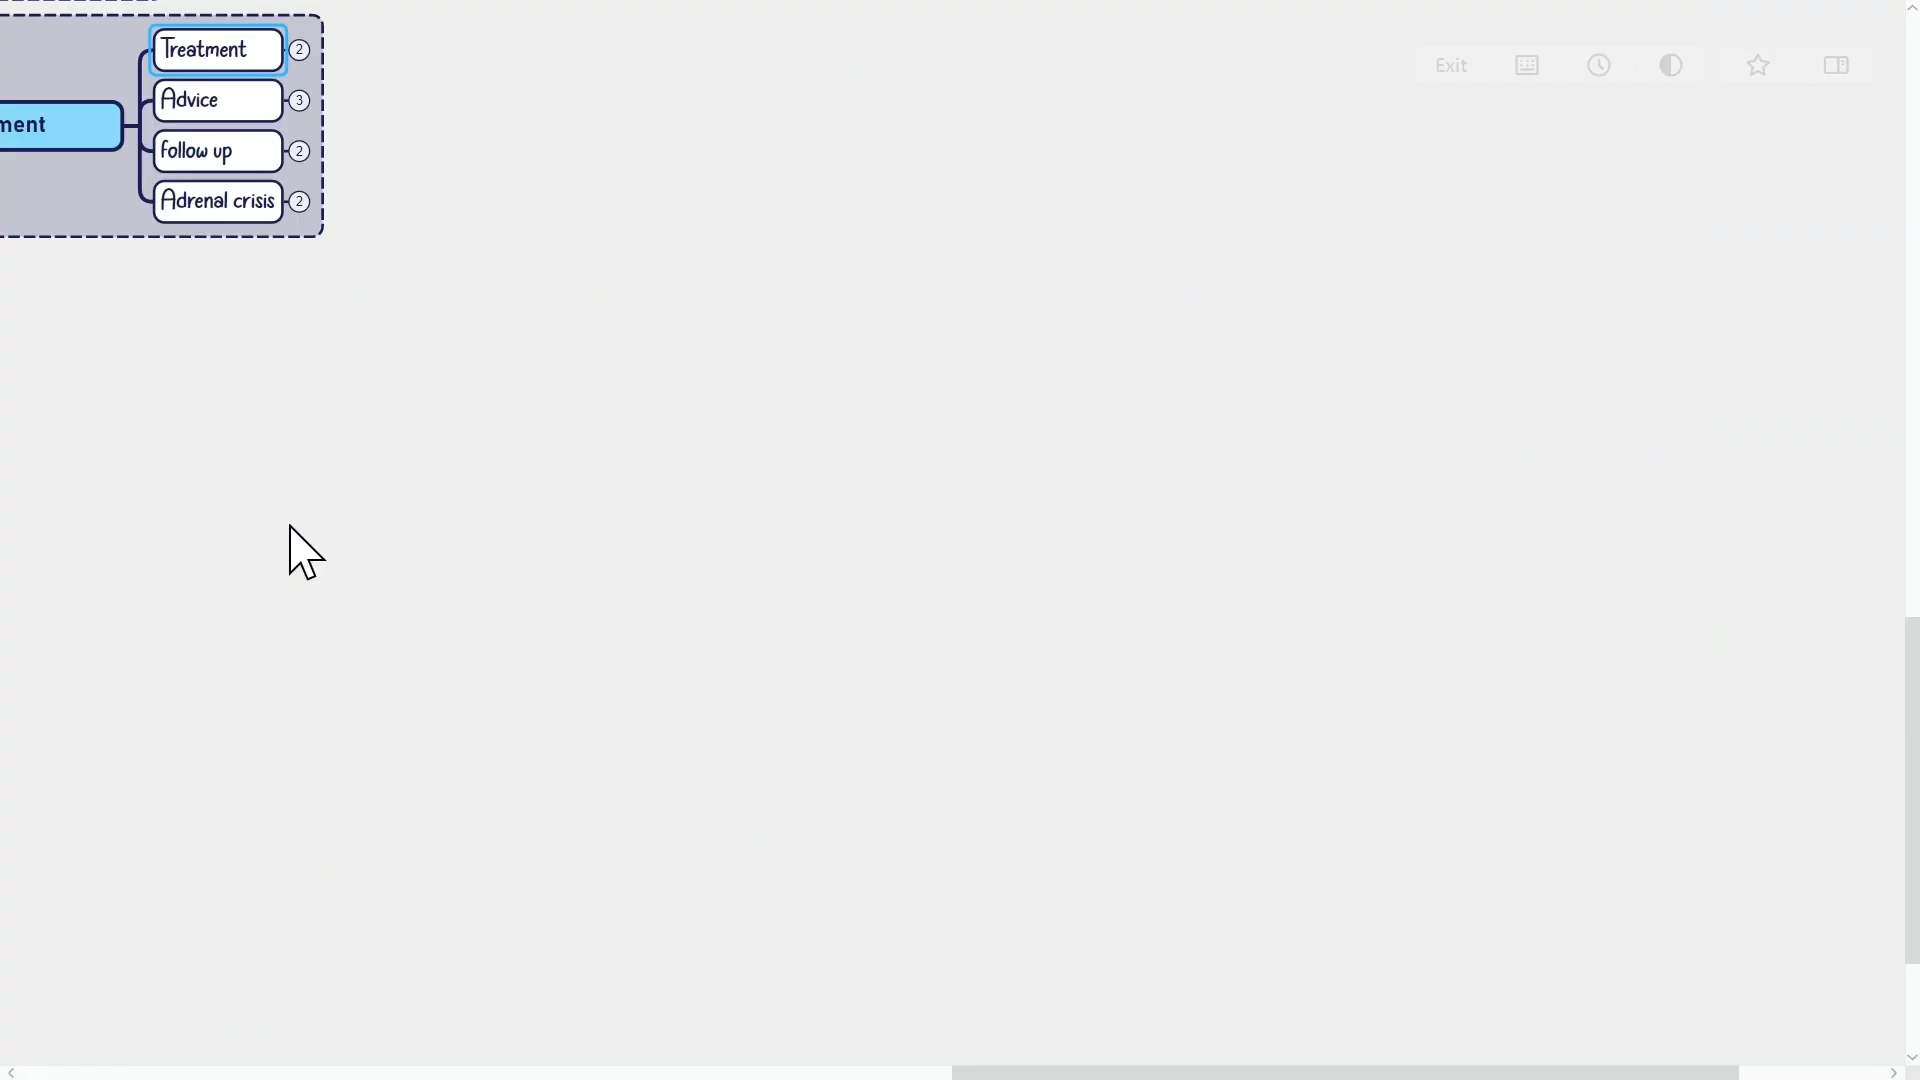 Treatment 2
Exit
Advice 3
ment
follow up 2
Adrenal crisis 2